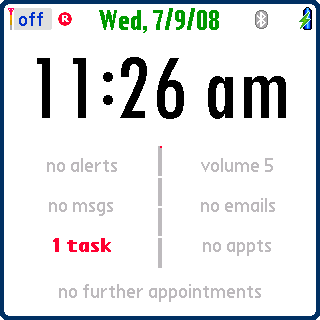 off R Wed, 7/9/08
11:26 am
no alerts volume 5
no msgs no emails
1 task no appts
no further appointments